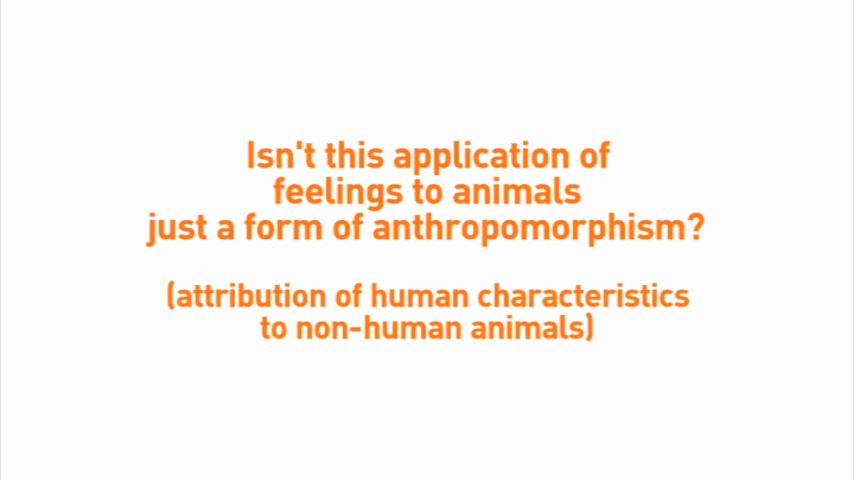 Isn't this application of
feelings to animals
just a form of anthropomorphism?
(attribution of human characteristics
to non-human animals)